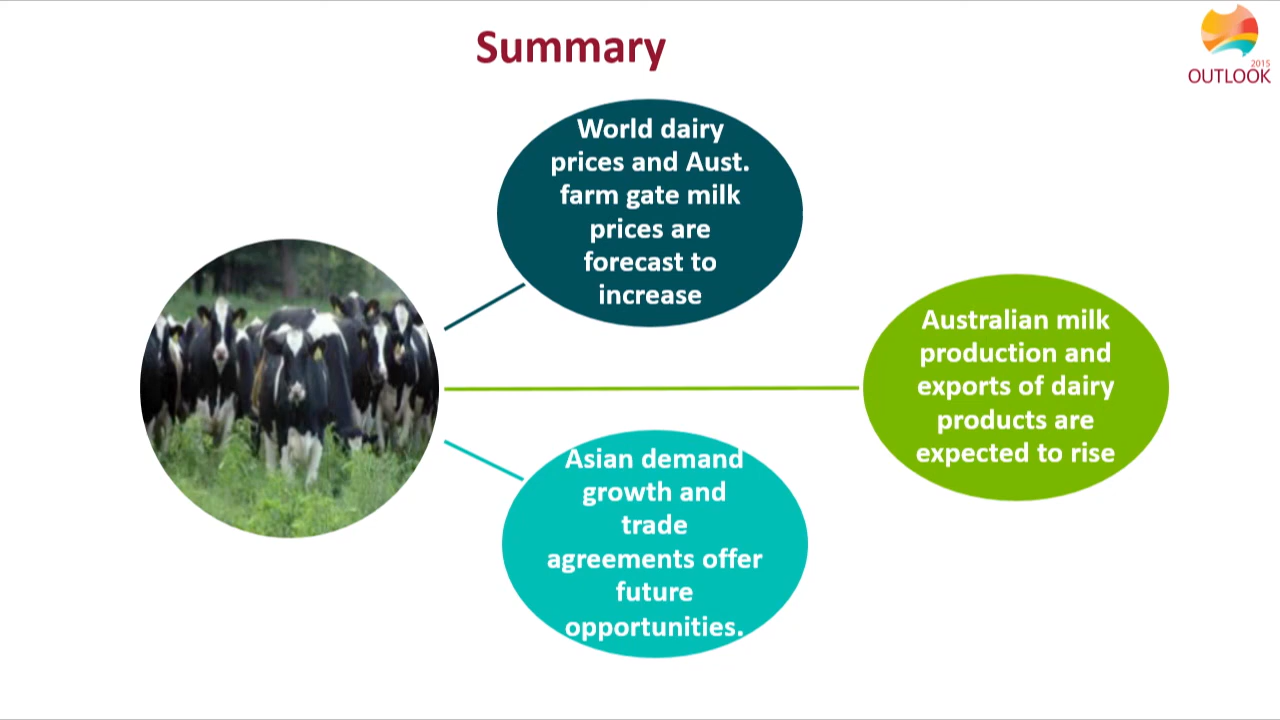 Summary
2015
OUTLOOK
World dairy
prices and Aust.
farm gate milk
prices are
forecast to
increase
Australian milk
production and
exports of dairy
products are
expected to rise
Asian demand
growth and
trade
agreements offer
future
opportunities.